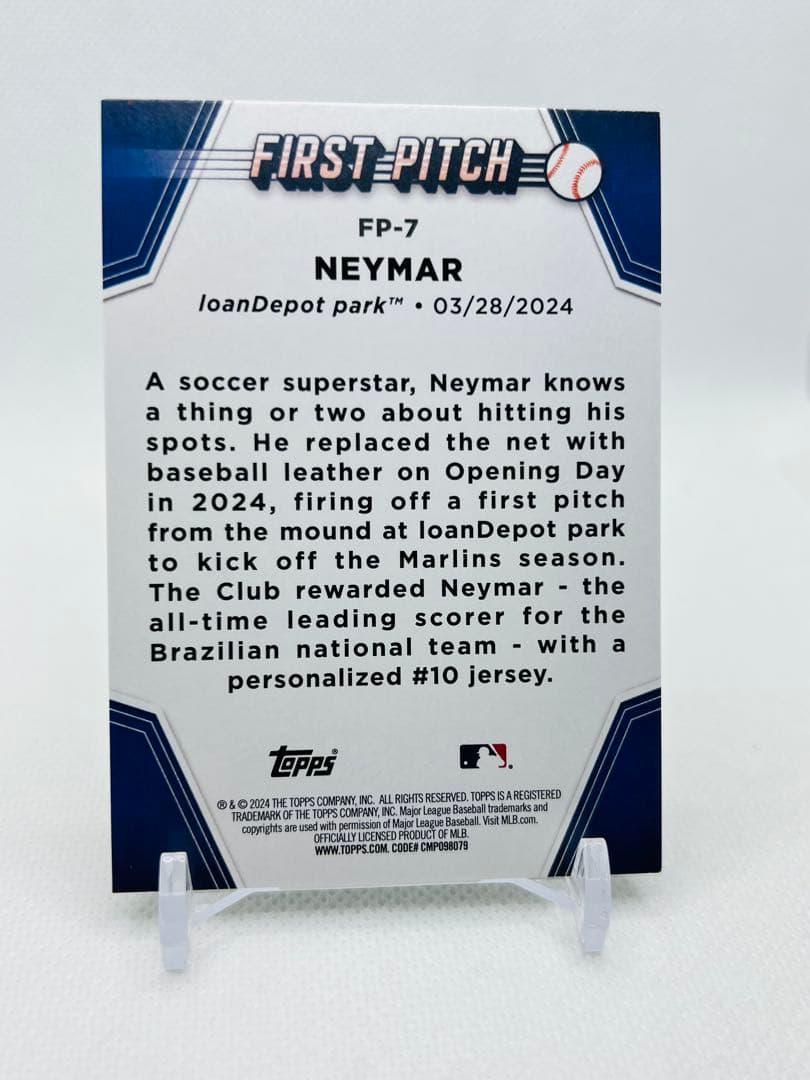 FIRST PITCH
FP-7
NEYMAR
loanDepot park™ • 03/28/2024
A soccer superstar, Neymar knows
a thing or two about hitting his
spots. He replaced the net with
baseball leather on Opening Day
in 2024, firing off a first pitch
from the mound at loanDepot park
to kick off the Marlins season.
The Club rewarded Neymar - the
all-time leading scorer for the
Brazilian national team - with a
personalized #10 jersey.
Topps®
® & © 2024 THE TOPPS COMPANY, INC. ALL RIGHTS RESERVED. TOPPS IS A REGISTERED
TRADEMARK OF THE TOPPS COMPANY, INC. Major League Baseball trademarks and
copyrights are used with permission of Major League Baseball. Visit MLB.com.
OFFICIALLY LICENSED PRODUCT OF MLB.
WWW.TOPPS.COM. CODE# CMP098079